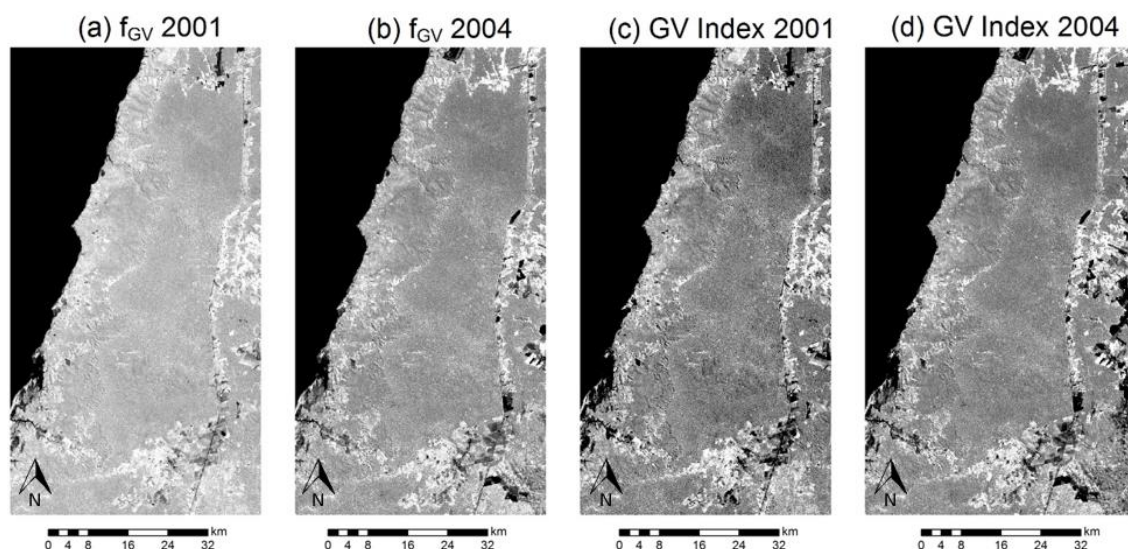 (a) fGV 2001 (b) fGV 2004 (c) GV Index 2001 (d) GV Index 2004
N N N N
km km km km
0 4 8 16 24 32 0 4 8 16 24 32 0 4 8 16 24 32 0 4 8 16 24 32